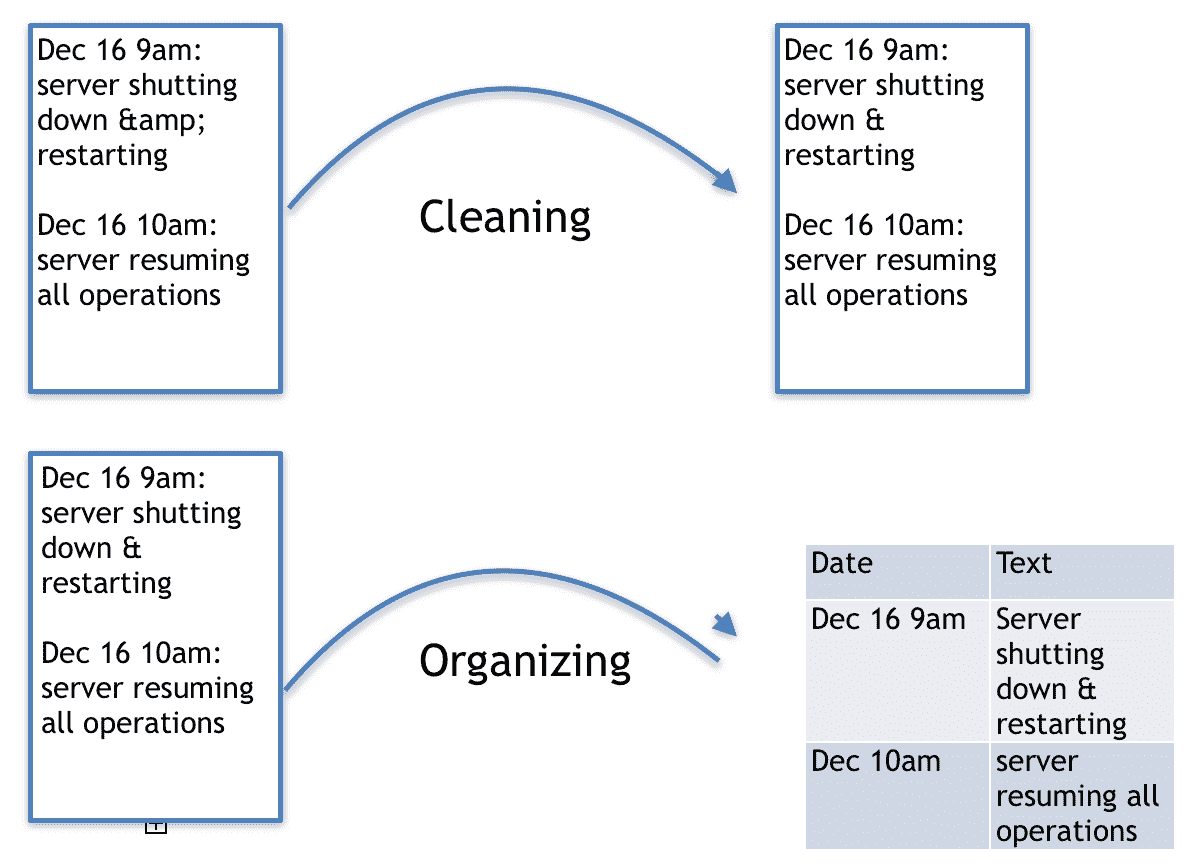 Dec 16 9am:
server shutting
down &amp;amp;
restarting
Dec 16 10am:
server resuming
all operations
Cleaning
Dec 16 9am:
server shutting
down &
restarting
Dec 16 10am:
server resuming
all operations
Dec 16 9am:
server shutting
down &
restarting
Dec 16 10am:
server resuming
all operations
Organizing
Date
Text
Dec 16 9am
Server
shutting
down &
restarting
Dec 10am
server
resuming all
operations